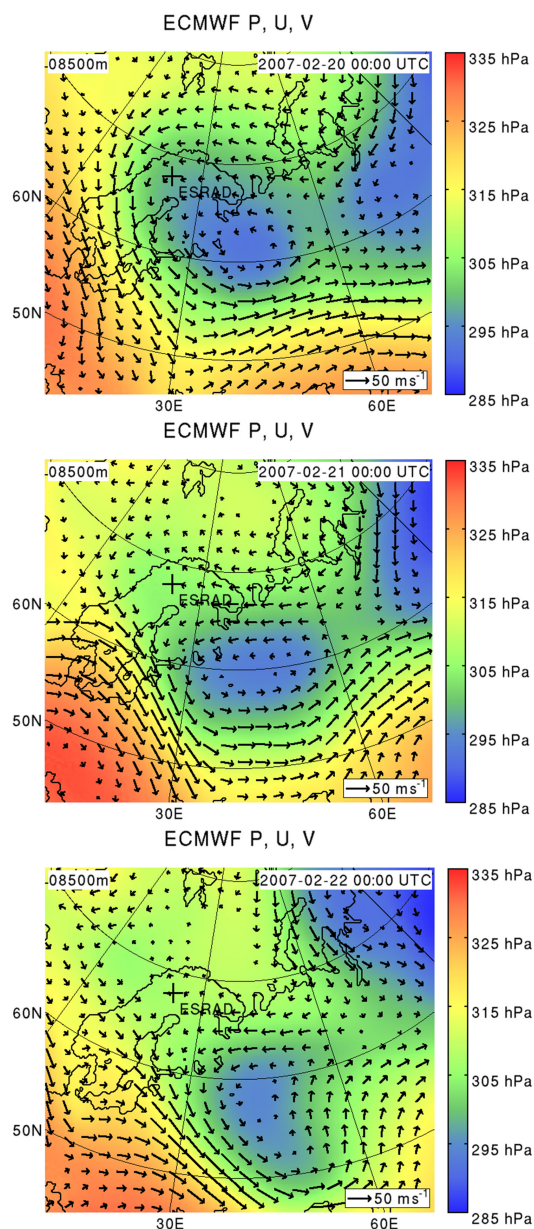 ECMWF P, U, V
08500m 2007-02-20 00:00 UTC
335 hPa
325 hPa
60N
ESRAD
315 hPa
305 hPa
50N
295 hPa
50 ms-1
285 hPa
30E 60E
ECMWF P, U, V
08500m 2007-02-21 00:00 UTC
335 hPa
325 hPa
60N
ESRAD
315 hPa
305 hPa
50N
295 hPa
50 ms-1
285 hPa
30E 60E
ECMWF P, U, V
08500m 2007-02-22 00:00 UTC
335 hPa
325 hPa
60N
ESRAD
315 hPa
305 hPa
50N
295 hPa
50 ms-1
285 hPa
30E 60E